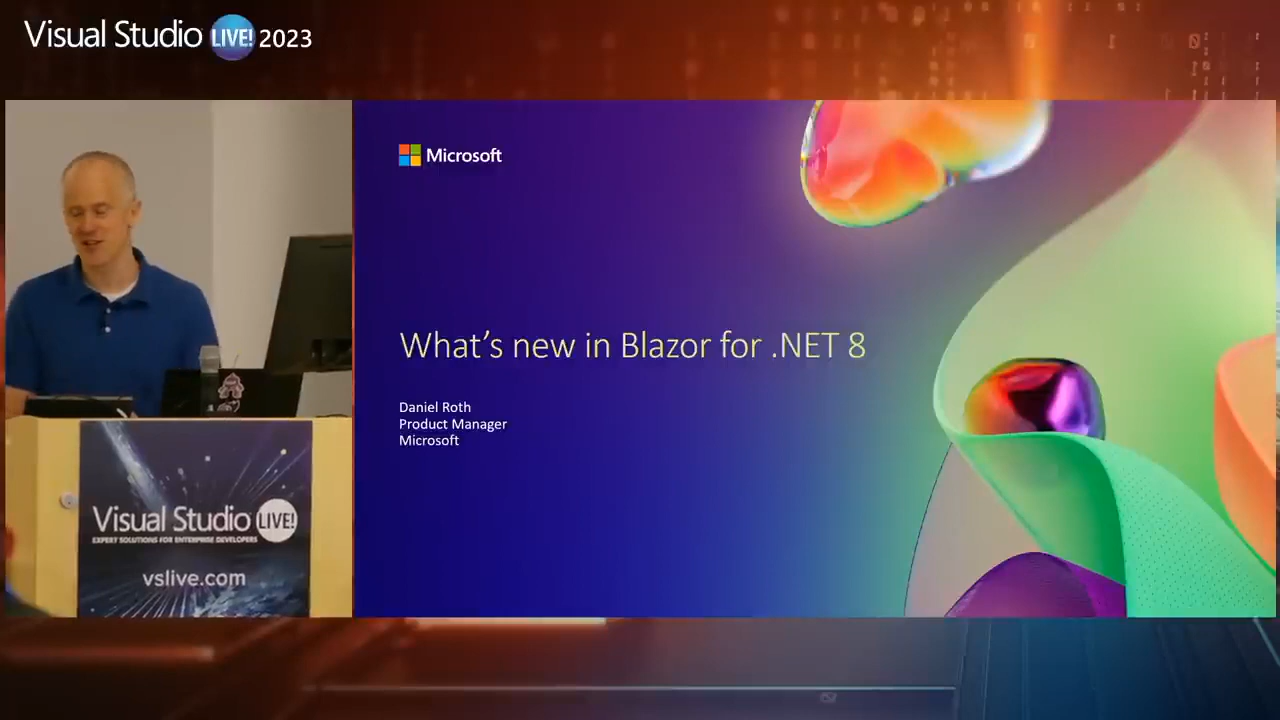 Visual Studio LIVE! 2023
Microsoft
What's new in Blazor for .NET 8
Daniel Roth
Product Manager
Microsoft
Visual Studio LIVE!
EXPERT SOLUTIONS FOR ENTERPRISE DEVELOPERS
vslive.com